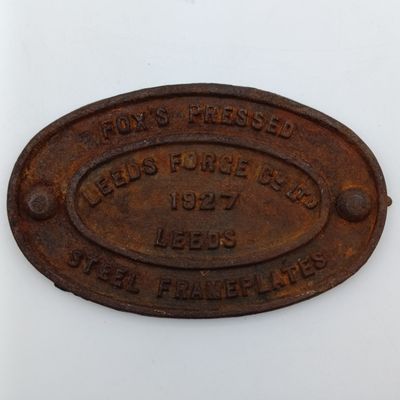 FOX'S PRESSED
LEEDS FORGE Co LTD
1927
LEEDS
STEEL FRAMEPLATES